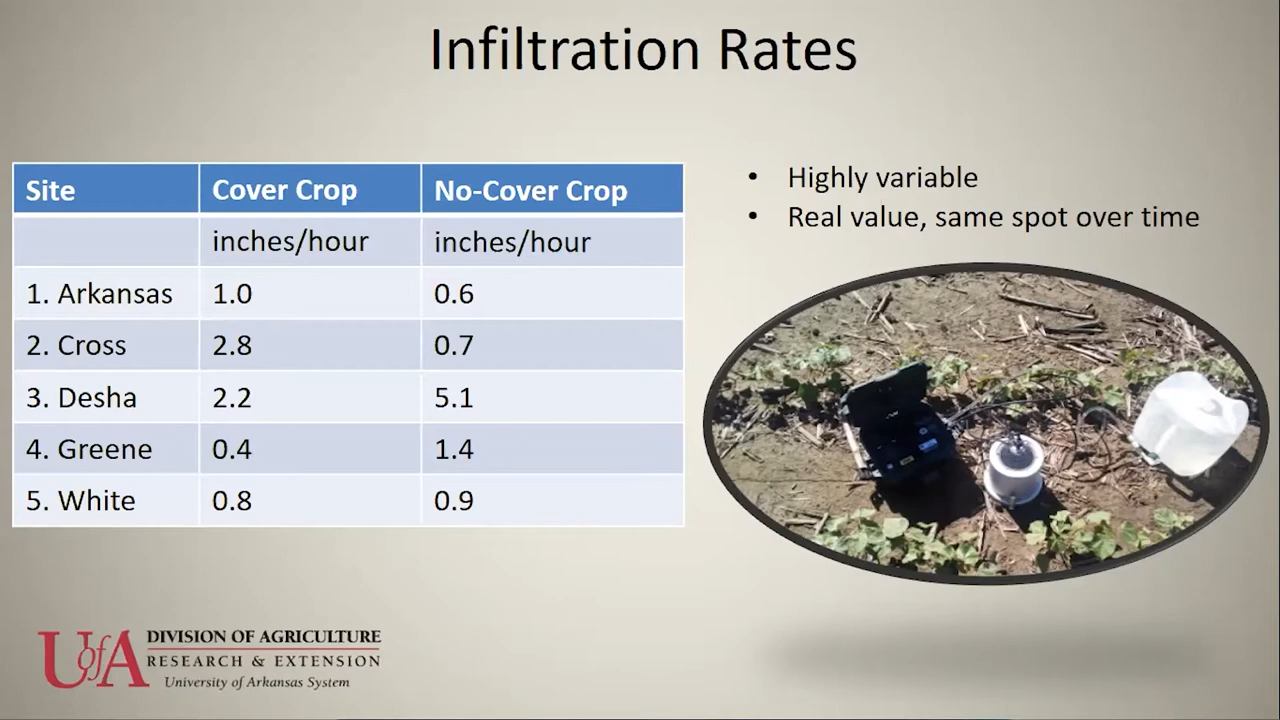 Infiltration Rates
Site Cover Crop No-Cover Crop
inches/hour inches/hour
1. Arkansas 1.0 0.6
2. Cross 2.8 0.7
3. Desha 2.2 5.1
4. Greene 0.4 1.4
5. White 0.8 0.9
• Highly variable
• Real value, same spot over time
UofA DIVISION OF AGRICULTURE
RESEARCH & EXTENSION
University of Arkansas System